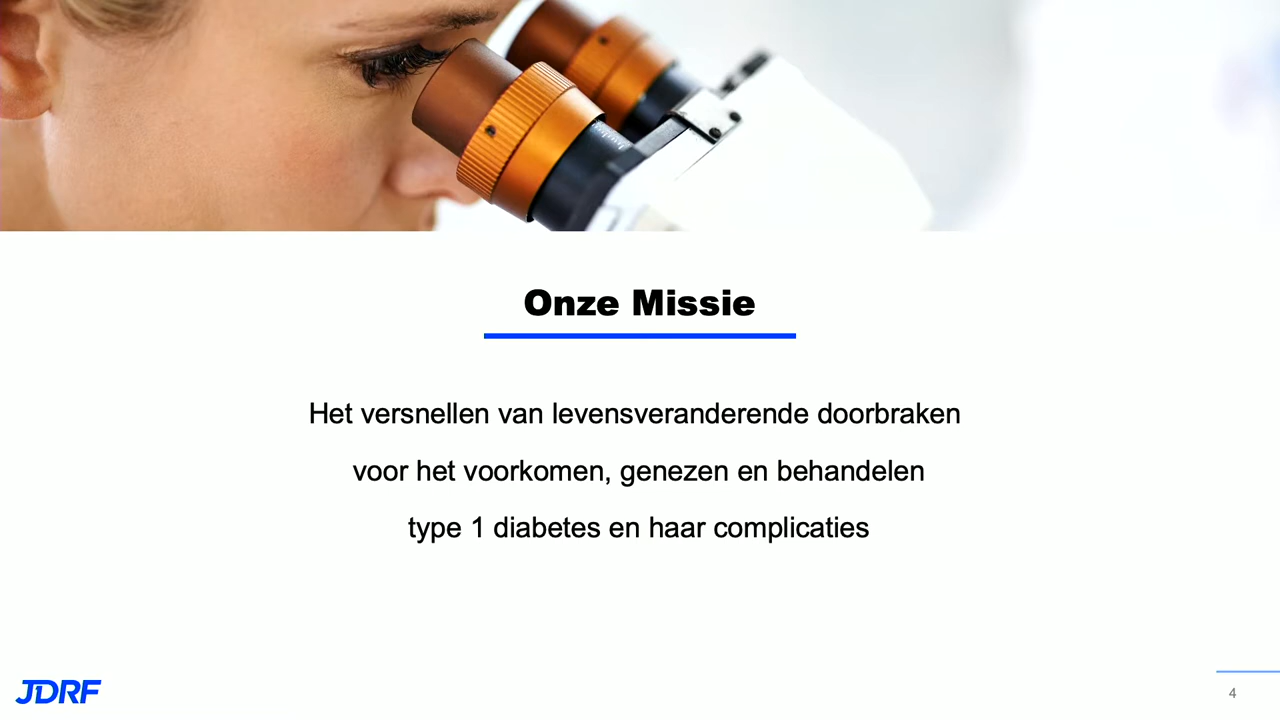 Onze Missie
Het versnellen van levensveranderende doorbraken
voor het voorkomen, genezen en behandelen
type 1 diabetes en haar complicaties
JDRF
4